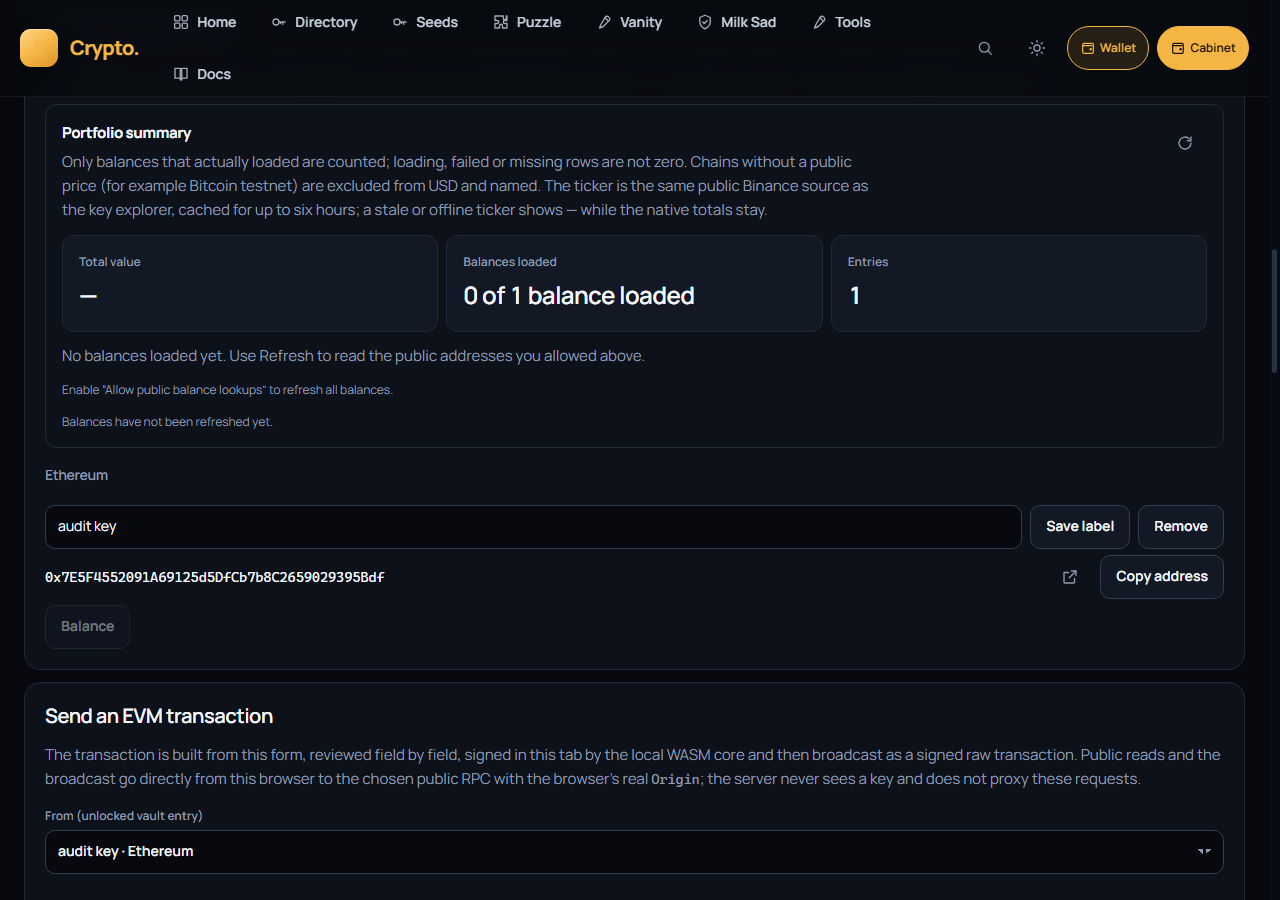 Crypto.
Home
Directory
Seeds
Puzzle
Vanity
Milk Sad
Tools
Docs
Wallet
Cabinet
Portfolio summary
Only balances that actually loaded are counted; loading, failed or missing rows are not zero. Chains without a public
price (for example Bitcoin testnet) are excluded from USD and named. The ticker is the same public Binance source as
the key explorer, cached for up to six hours; a stale or offline ticker shows — while the native totals stay.
Total value
—
Balances loaded
0 of 1 balance loaded
Entries
1
No balances loaded yet. Use Refresh to read the public addresses you allowed above.
Enable "Allow public balance lookups" to refresh all balances.
Balances have not been refreshed yet.
Ethereum
audit key
Save label
Remove
0x7E5F4552091A69125d5DfCb7b8C2659029395Bdf
Copy address
Balance
Send an EVM transaction
The transaction is built from this form, reviewed field by field, signed in this tab by the local WASM core and then broadcast as a signed raw transaction. Public reads and the
broadcast go directly from this browser to the chosen public RPC with the browser's real Origin; the server never sees a key and does not proxy these requests.
From (unlocked vault entry)
audit key · Ethereum